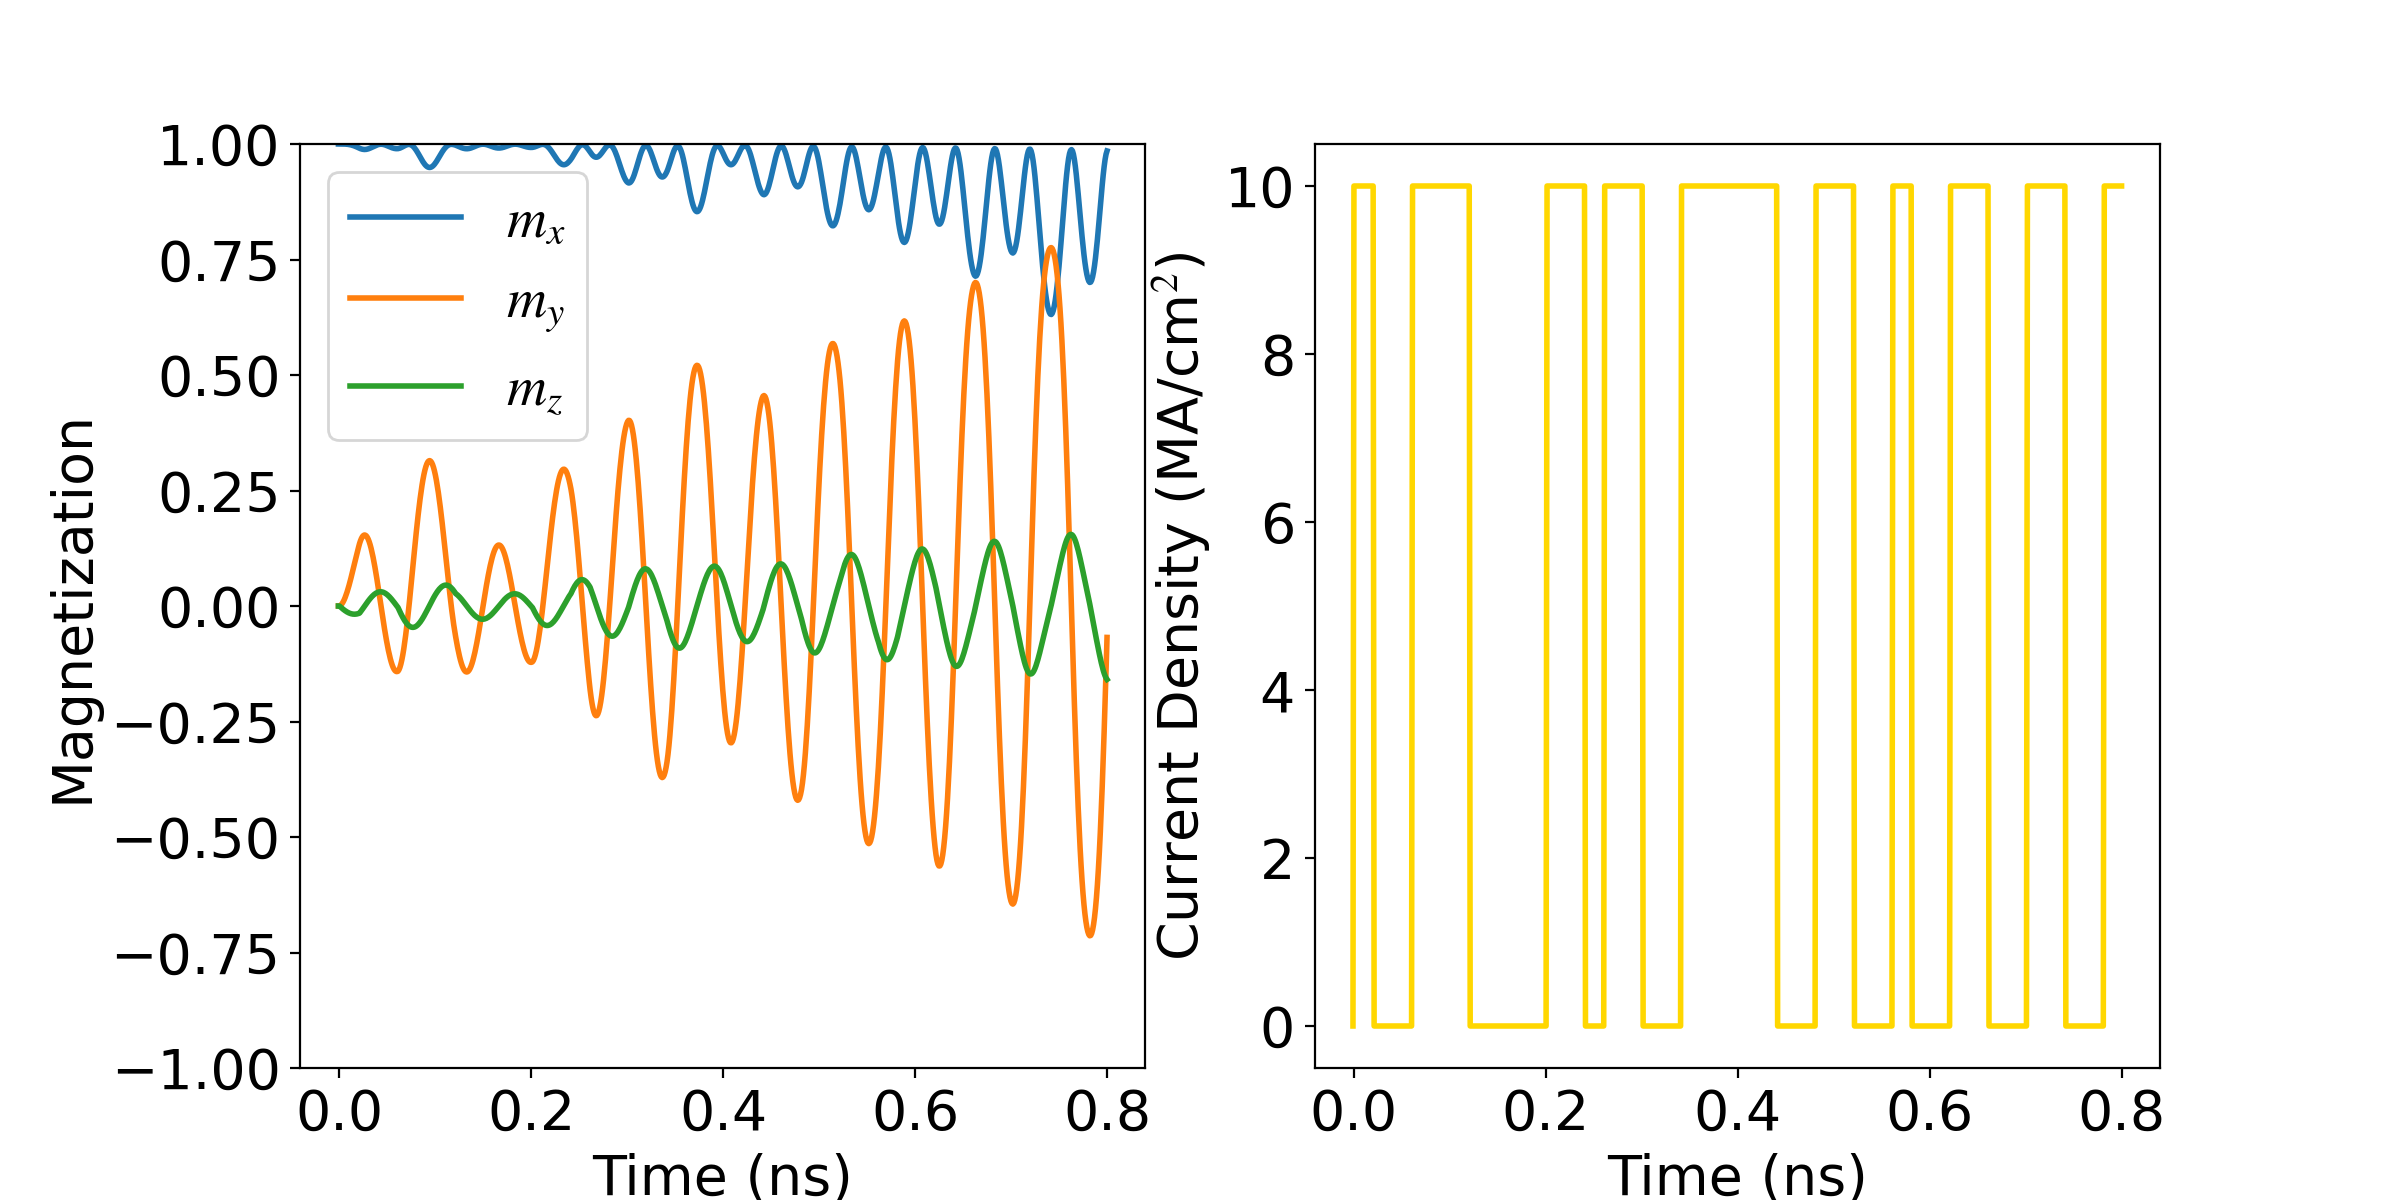 1.00
0.75
0.50
0.25
0.00
−0.25
−0.50
−0.75
−1.00
Magnetization
m_x
m_y
m_z
0.0 0.2 0.4 0.6 0.8
Time (ns)
10
8
6
4
2
0
Current Density (MA/cm²)
0.0 0.2 0.4 0.6 0.8
Time (ns)